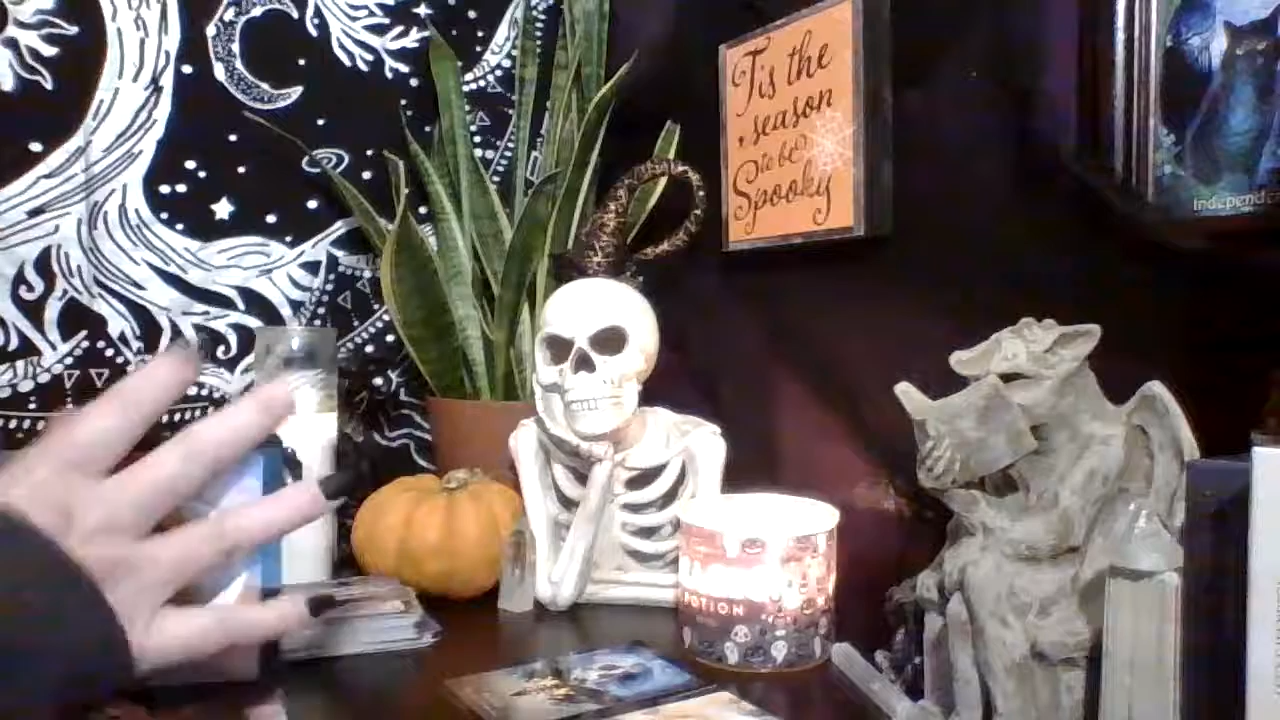 'Tis the
season
to be
Spooky
Independ
POTION